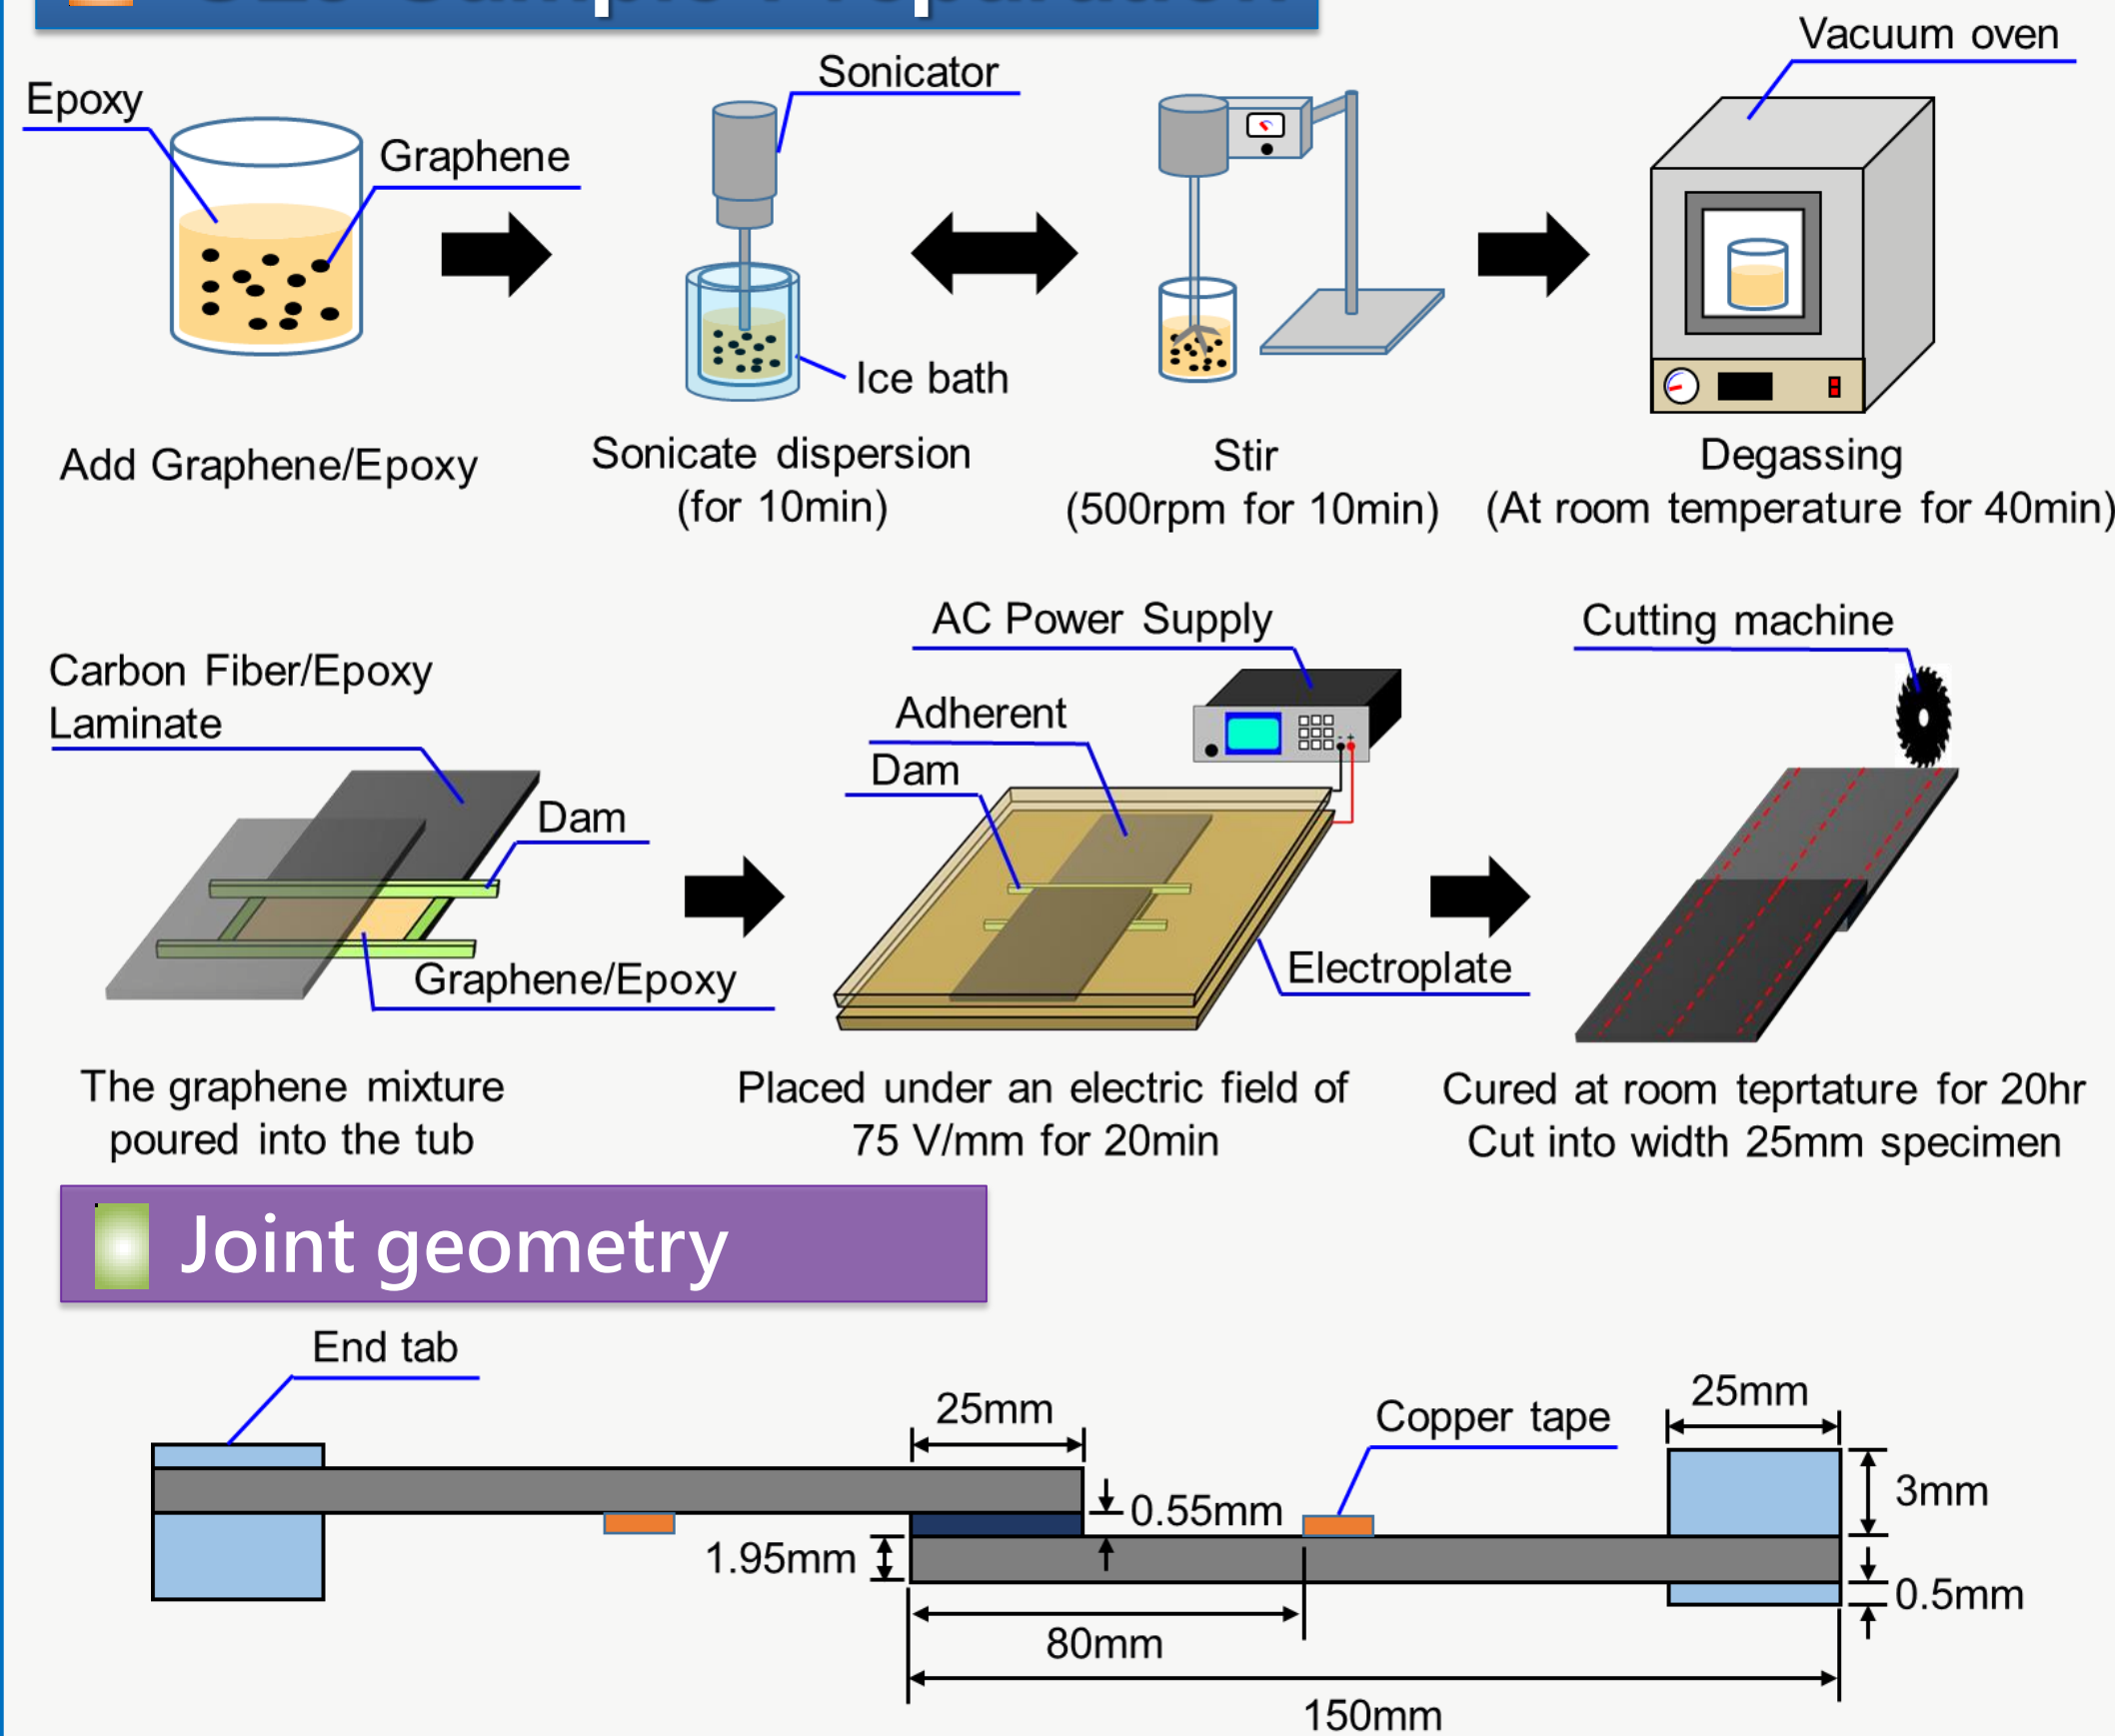 Sample Preparation
Vacuum oven
Sonicator
Epoxy
Graphene
Ice bath
Add Graphene/Epoxy
Sonicate dispersion
(for 10min)
Stir
(500rpm for 10min)
Degassing
(At room temperature for 40min)
Carbon Fiber/Epoxy
Laminate
Dam
Graphene/Epoxy
The graphene mixture
poured into the tub
AC Power Supply
Adherent
Dam
- +
Electroplate
Placed under an electric field of
75 V/mm for 20min
Cutting machine
Cured at room teprtature for 20hr
Cut into width 25mm specimen
Joint geometry
End tab
25mm
Copper tape
25mm
0.55mm
3mm
1.95mm
0.5mm
80mm
150mm